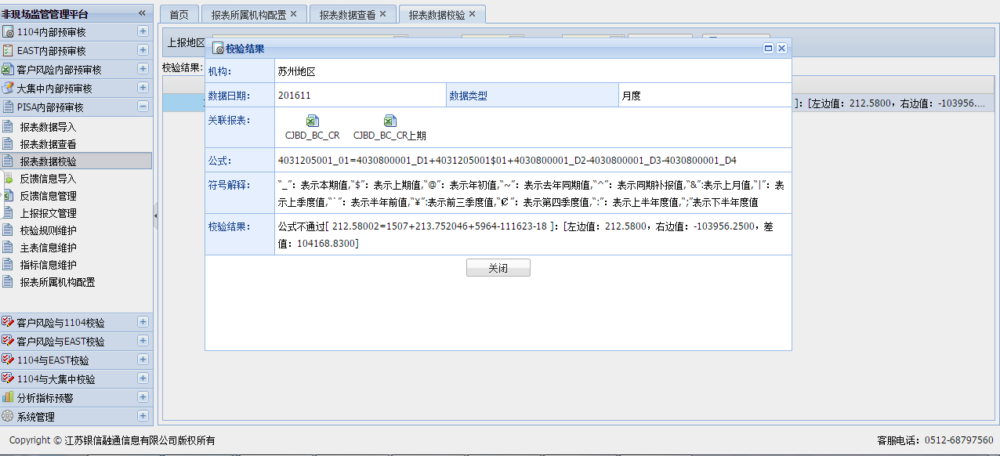 非现场监管管理平台
首页 报表所属机构配置 报表数据查看 报表数据校验
1104内部预审核
EAST内部预审核
客户风险内部预审核
大集中内部预审核
PISA内部预审核
报表数据导入
报表数据查看
报表数据校验
反馈信息导入
反馈信息管理
上报报文管理
校验规则维护
主表信息维护
指标信息维护
报表所属机构配置
客户风险与1104校验
客户风险与EAST校验
1104与EAST校验
1104与大集中校验
分析指标预警
系统管理
上报地区
校验结果:
]: [左边值: 212.5800, 右边值: -103956....
校验结果
机构: 苏州地区
数据日期: 201611 数据类型 月度
关联报表: CJBD_BC_CR CJBD_BC_CR上期
公式: 4031205001_01=4030800001_D1+4031205001$01+4030800001_D2-4030800001_D3-4030800001_D4
符号解释: “_”: 表示本期值,“$”: 表示上期值,“@”: 表示年初值,“~”: 表示去年同期值,“^”: 表示同期补报值,“&”:表示上月值,“|”: 表
示上季度值,“`”: 表示半年前值,“¥”:表示前三季度值,“₡”: 表示第四季度值,“:”: 表示上半年度值,“;”表示下半年度值
校验结果: 公式不通过[ 212.58002=1507+213.752046+5964-111623-18 ]: [左边值: 212.5800, 右边值: -103956.2500, 差
值: 104168.8300]
关闭
Copyright © 江苏银信融通信息有限公司版权所有 客服电话: 0512-68797560